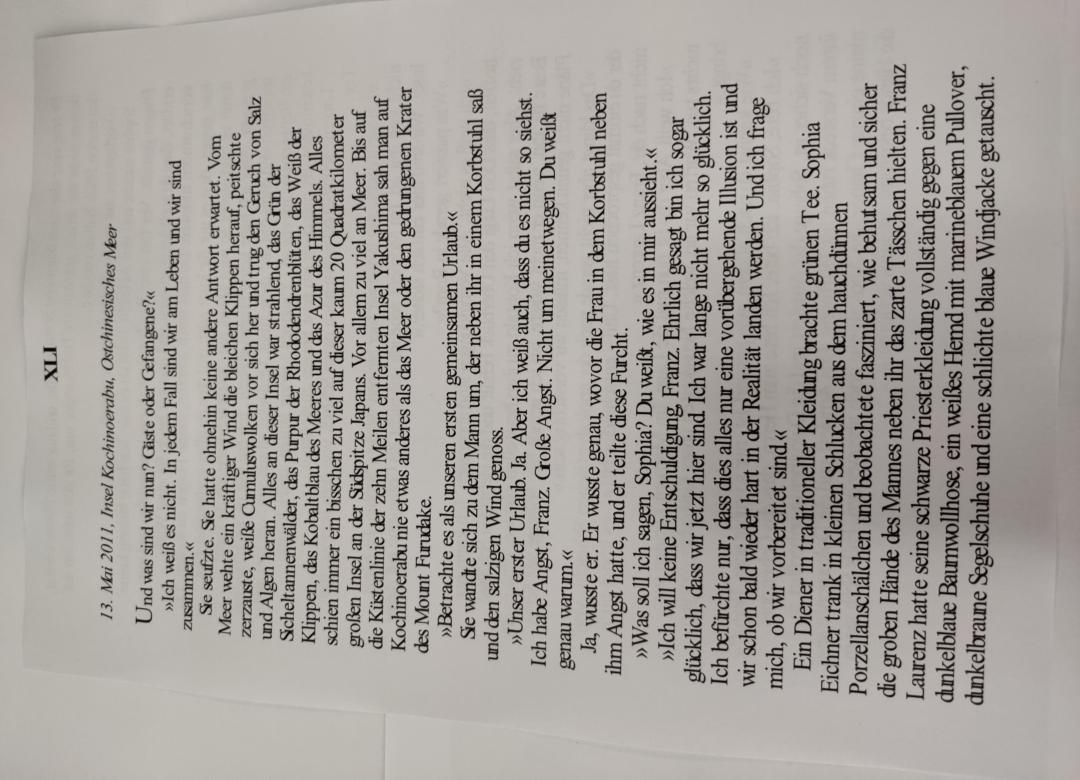 XLI
13. Mai 2011, Insel Kochinoerabu, Ostchinesisches Meer
Und was sind wir nun? Gäste oder Gefangene?«
»Ich weiß es nicht. In jedem Fall sind wir am Leben und wir sind
zusammen.«
Sie seufzte. Sie hatte ohnehin keine andere Antwort erwartet. Vom
Meer wehte ein kräftiger Wind die bleichen Klippen herauf, peitschte
zerzauste, weiße Cumuluswolken vor sich her und trug den Geruch von Salz
und Algen heran. Alles an dieser Insel war strahlend, das Grün der
Sicheltannenwälder, das Purpur der Rhododendrenblüten, das Weiß der
Klippen, das Kobaltblau des Meeres und das Azur des Himmels. Alles
schien immer ein bisschen zu viel auf dieser kaum 20 Quadratkilometer
großen Insel an der Südspitze Japans. Vor allem zu viel an Meer. Bis auf
die Küstenlinie der zehn Meilen entfernten Insel Yakushima sah man auf
Kochinoerabu nie etwas anderes als das Meer oder den gedrungenen Krater
des Mount Furudake.
»Betrachte es als unseren ersten gemeinsamen Urlaub.«
Sie wandte sich zu dem Mann um, der neben ihr in einem Korbstuhl saß
und den salzigen Wind genoss.
»Unser erster Urlaub. Ja. Aber ich weiß auch, dass du es nicht so siehst.
Ich habe Angst, Franz. Große Angst. Nicht um meinetwegen. Du weißt
genau warum.«
Ja, wusste er. Er wusste genau, wovor die Frau in dem Korbstuhl neben
ihm Angst hatte, und er teilte diese Furcht.
»Was soll ich sagen, Sophia? Du weißt, wie es in mir aussieht.«
»Ich will keine Entschuldigung, Franz. Ehrlich gesagt bin ich sogar
glücklich, dass wir jetzt hier sind. Ich war lange nicht mehr so glücklich.
Ich befürchte nur, dass dies alles nur eine vorübergehende Illusion ist und
wir schon bald wieder hart in der Realität landen werden. Und ich frage
mich, ob wir vorbereitet sind.«
Ein Diener in traditioneller Kleidung brachte grünen Tee. Sophia
Eichner trank in kleinen Schlucken aus dem hauchdünnen
Porzellanschälchen und beobachtete fasziniert, wie behutsam und sicher
die groben Hände des Mannes neben ihr das zarte Tässchen hielten. Franz
Laurenz hatte seine schwarze Priesterkleidung vollständig gegen eine
dunkelblaue Baumwollhose, ein weißes Hemd mit marineblauem Pullover,
dunkelbraune Segelschuhe und eine schlichte blaue Windjacke getauscht.